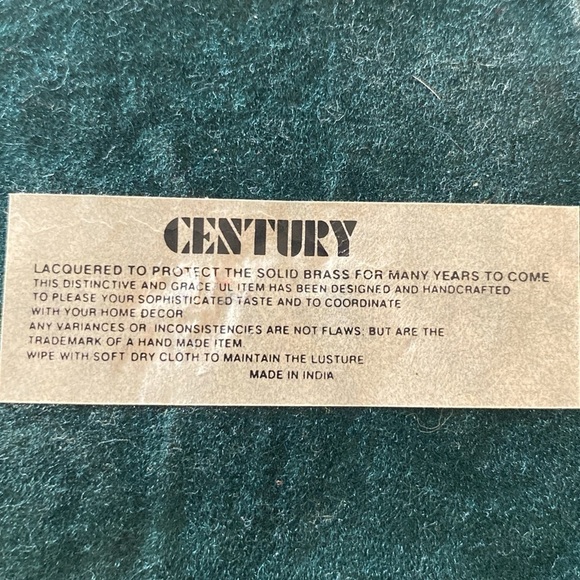 CENTURY
LACQUERED TO PROTECT THE SOLID BRASS FOR MANY YEARS TO COME
THIS DISTINCTIVE AND GRACE UL ITEM HAS BEEN DESIGNED AND HANDCRAFTED
TO PLEASE YOUR SOPHISTICATED TASTE AND TO COORDINATE
WITH YOUR HOME DECOR
ANY VARIANCES OR INCONSISTENCIES ARE NOT FLAWS; BUT ARE THE
TRADEMARK OF A HAND MADE ITEM
WIPE WITH SOFT DRY CLOTH TO MAINTAIN THE LUSTURE
MADE IN INDIA